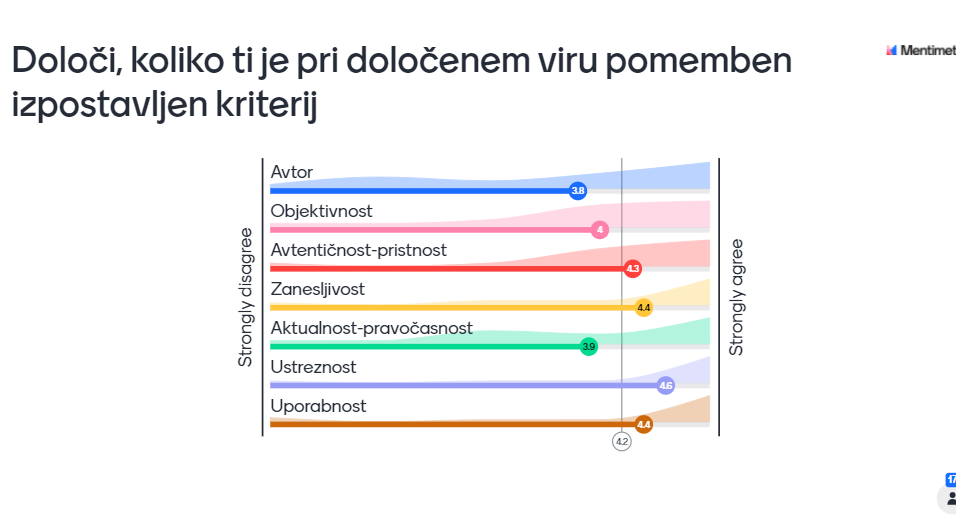 Določi, koliko ti je pri določenem viru pomemben
izpostavljen kriterij
Mentimet
Strongly disagree
Avtor
3.8
Objektivnost
4
Avtentičnost-pristnost
4.3
Zanesljivost
4.4
Aktualnost-pravočasnost
3.9
Ustreznost
4.6
Uporabnost
4.4
4.2
Strongly agree